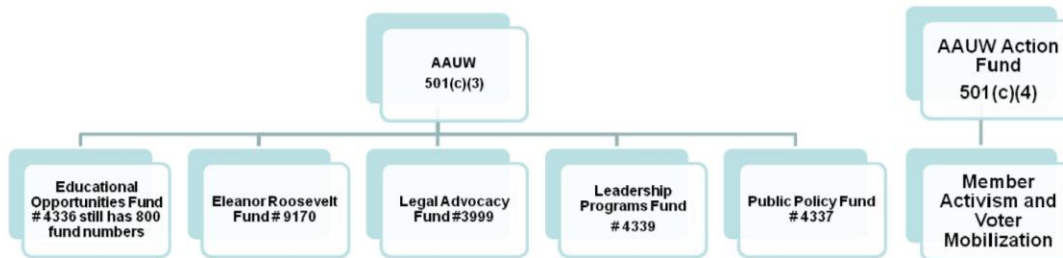 AAUW
501(c)(3)
AAUW Action
Fund
501(c)(4)
Educational
Opportunities Fund
# 4336 still has 800
fund numbers
Eleanor Roosevelt
Fund # 9170
Legal Advocacy
Fund #3999
Leadership
Programs Fund
# 4339
Public Policy Fund
# 4337
Member
Activism and
Voter
Mobilization